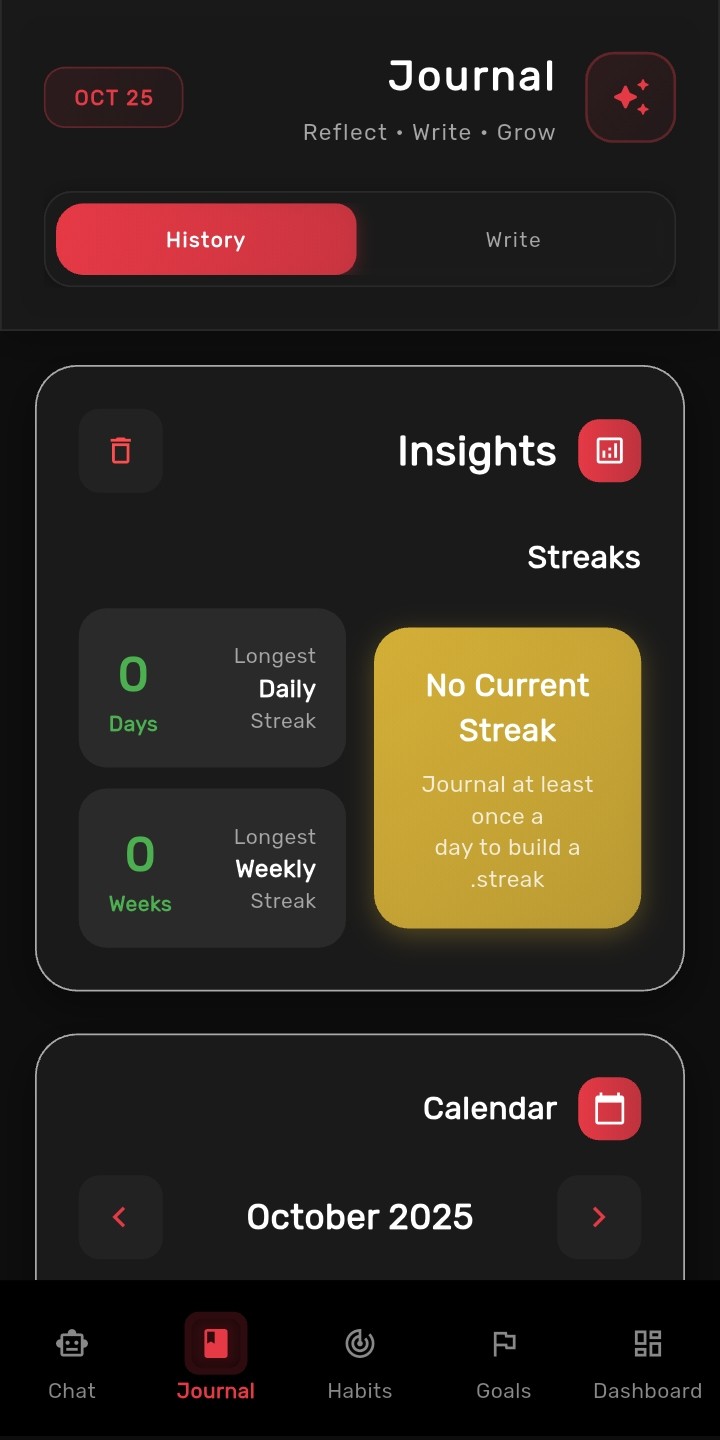 Journal
OCT 25
Reflect • Write • Grow
History
Write
Insights
Streaks
No Current
Streak
Journal at least
once a
day to build a
.streak
Longest
Daily
Streak
0
Days
Longest
Weekly
Streak
0
Weeks
Calendar
October 2025
Chat
Journal
Habits
Goals
Dashboard